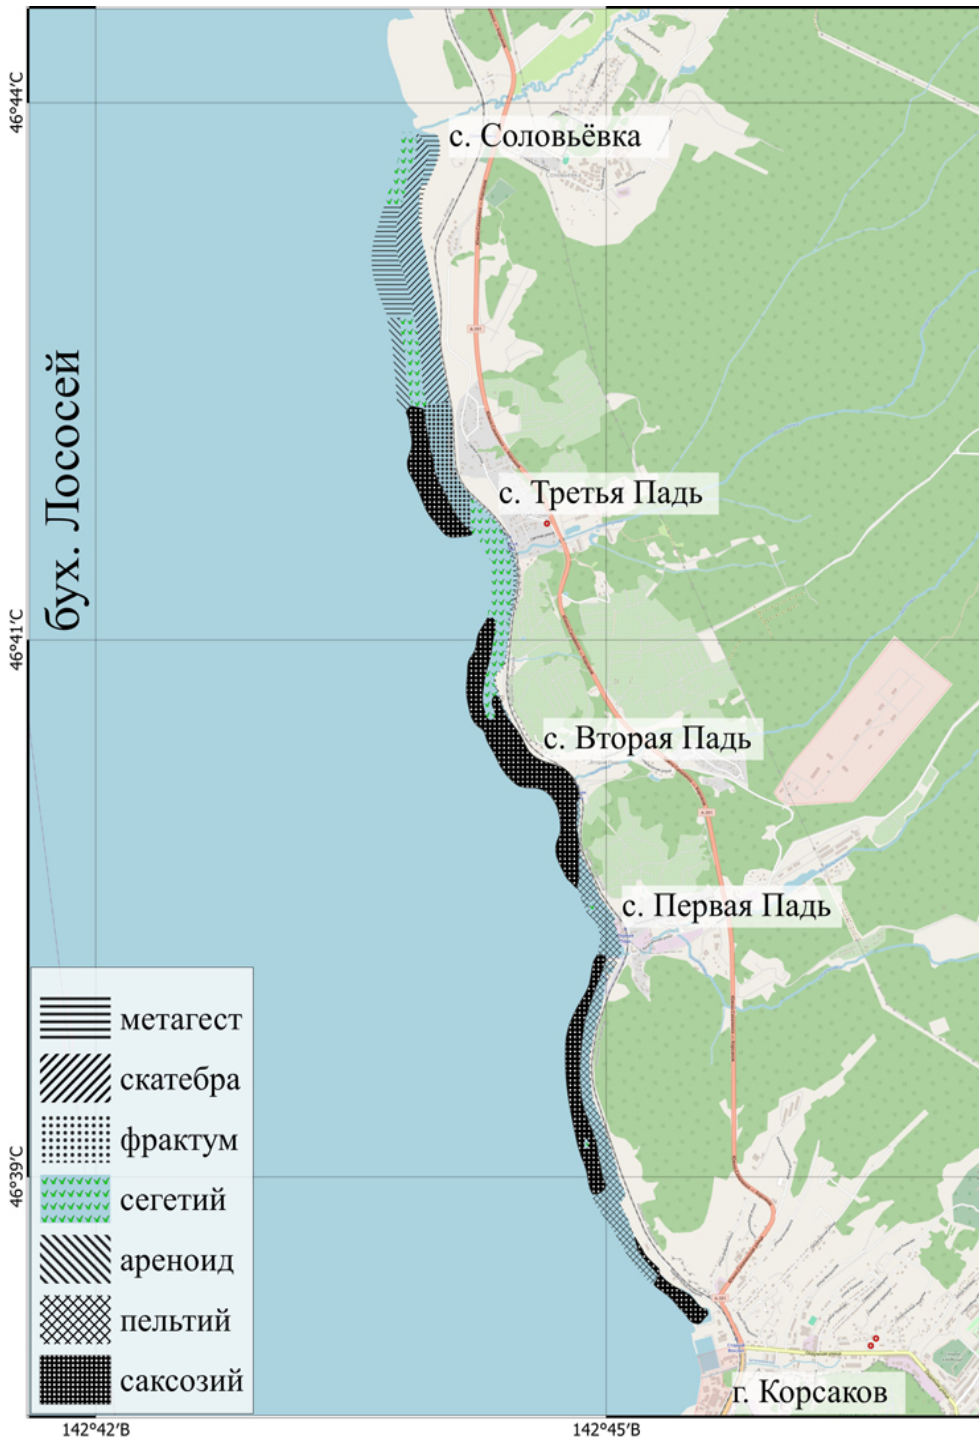 46°44′С
с. Соловьёвка
бух. Лососей
с. Третья Падь
46°41′С
с. Вторая Падь
с. Первая Падь
метагест
скатебра
фрактум
46°39′С
сегетий
ареноид
пельтий
саксозий
г. Корсаков
142°42′В
142°45′В